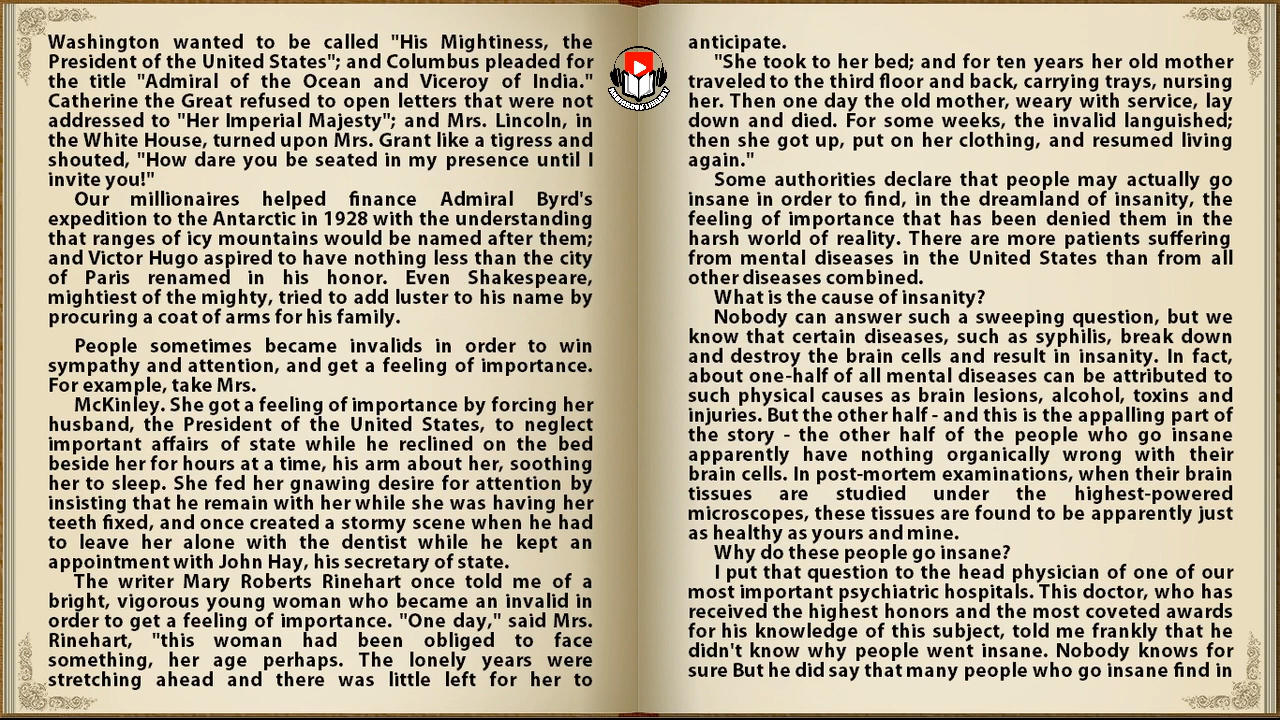 Washington wanted to be called "His Mightiness, the
President of the United States"; and Columbus pleaded for
the title "Admiral of the Ocean and Viceroy of India."
Catherine the Great refused to open letters that were not
addressed to "Her Imperial Majesty"; and Mrs. Lincoln, in
the White House, turned upon Mrs. Grant like a tigress and
shouted, "How dare you be seated in my presence until I
invite you!"
Our millionaires helped finance Admiral Byrd's
expedition to the Antarctic in 1928 with the understanding
that ranges of icy mountains would be named after them;
and Victor Hugo aspired to have nothing less than the city
of Paris renamed in his honor. Even Shakespeare,
mightiest of the mighty, tried to add luster to his name by
procuring a coat of arms for his family.
People sometimes became invalids in order to win
sympathy and attention, and get a feeling of importance.
For example, take Mrs.
McKinley. She got a feeling of importance by forcing her
husband, the President of the United States, to neglect
important affairs of state while he reclined on the bed
beside her for hours at a time, his arm about her, soothing
her to sleep. She fed her gnawing desire for attention by
insisting that he remain with her while she was having her
teeth fixed, and once created a stormy scene when he had
to leave her alone with the dentist while he kept an
appointment with John Hay, his secretary of state.
The writer Mary Roberts Rinehart once told me of a
bright, vigorous young woman who became an invalid in
order to get a feeling of importance. "One day," said Mrs.
Rinehart, "this woman had been obliged to face
something, her age perhaps. The lonely years were
stretching ahead and there was little left for her to
anticipate.
"She took to her bed; and for ten years her old mother
traveled to the third floor and back, carrying trays, nursing
her. Then one day the old mother, weary with service, lay
down and died. For some weeks, the invalid languished;
then she got up, put on her clothing, and resumed living
again."
Some authorities declare that people may actually go
insane in order to find, in the dreamland of insanity, the
feeling of importance that has been denied them in the
harsh world of reality. There are more patients suffering
from mental diseases in the United States than from all
other diseases combined.
What is the cause of insanity?
Nobody can answer such a sweeping question, but we
know that certain diseases, such as syphilis, break down
and destroy the brain cells and result in insanity. In fact,
about one-half of all mental diseases can be attributed to
such physical causes as brain lesions, alcohol, toxins and
injuries. But the other half - and this is the appalling part of
the story - the other half of the people who go insane
apparently have nothing organically wrong with their
brain cells. In post-mortem examinations, when their brain
tissues are studied under the highest-powered
microscopes, these tissues are found to be apparently just
as healthy as yours and mine.
Why do these people go insane?
I put that question to the head physician of one of our
most important psychiatric hospitals. This doctor, who has
received the highest honors and the most coveted awards
for his knowledge of this subject, told me frankly that he
didn't know why people went insane. Nobody knows for
sure But he did say that many people who go insane find in